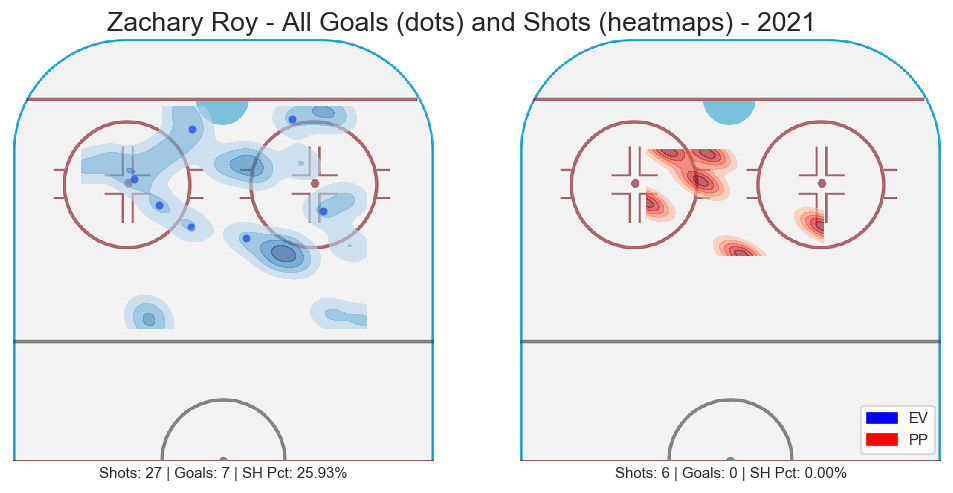 Zachary Roy - All Goals (dots) and Shots (heatmaps) - 2021
EV
PP
Shots: 27 | Goals: 7 | SH Pct: 25.93%
Shots: 6 | Goals: 0 | SH Pct: 0.00%